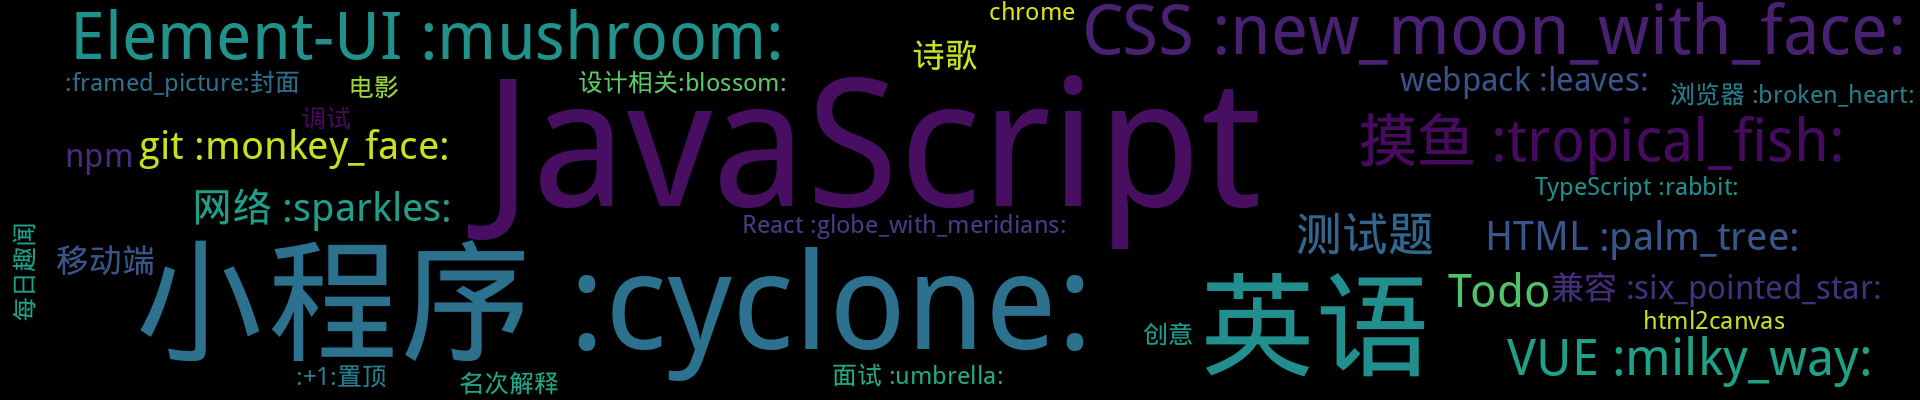 Element-UI :mushroom:
chrome
CSS :new_moon_with_face:
诗歌
:framed_picture:封面
电影
设计相关:blossom:
webpack :leaves:
浏览器 :broken_heart:
JavaScript
调试
npm
git :monkey_face:
摸鱼 :tropical_fish:
TypeScript :rabbit:
网络 :sparkles:
React :globe_with_meridians:
测试题
HTML :palm_tree:
每日趣闻
移动端
小程序 :cyclone:
英语
Todo
兼容 :six_pointed_star:
html2canvas
创意
VUE :milky_way:
:+1:置顶
名次解释
面试 :umbrella: